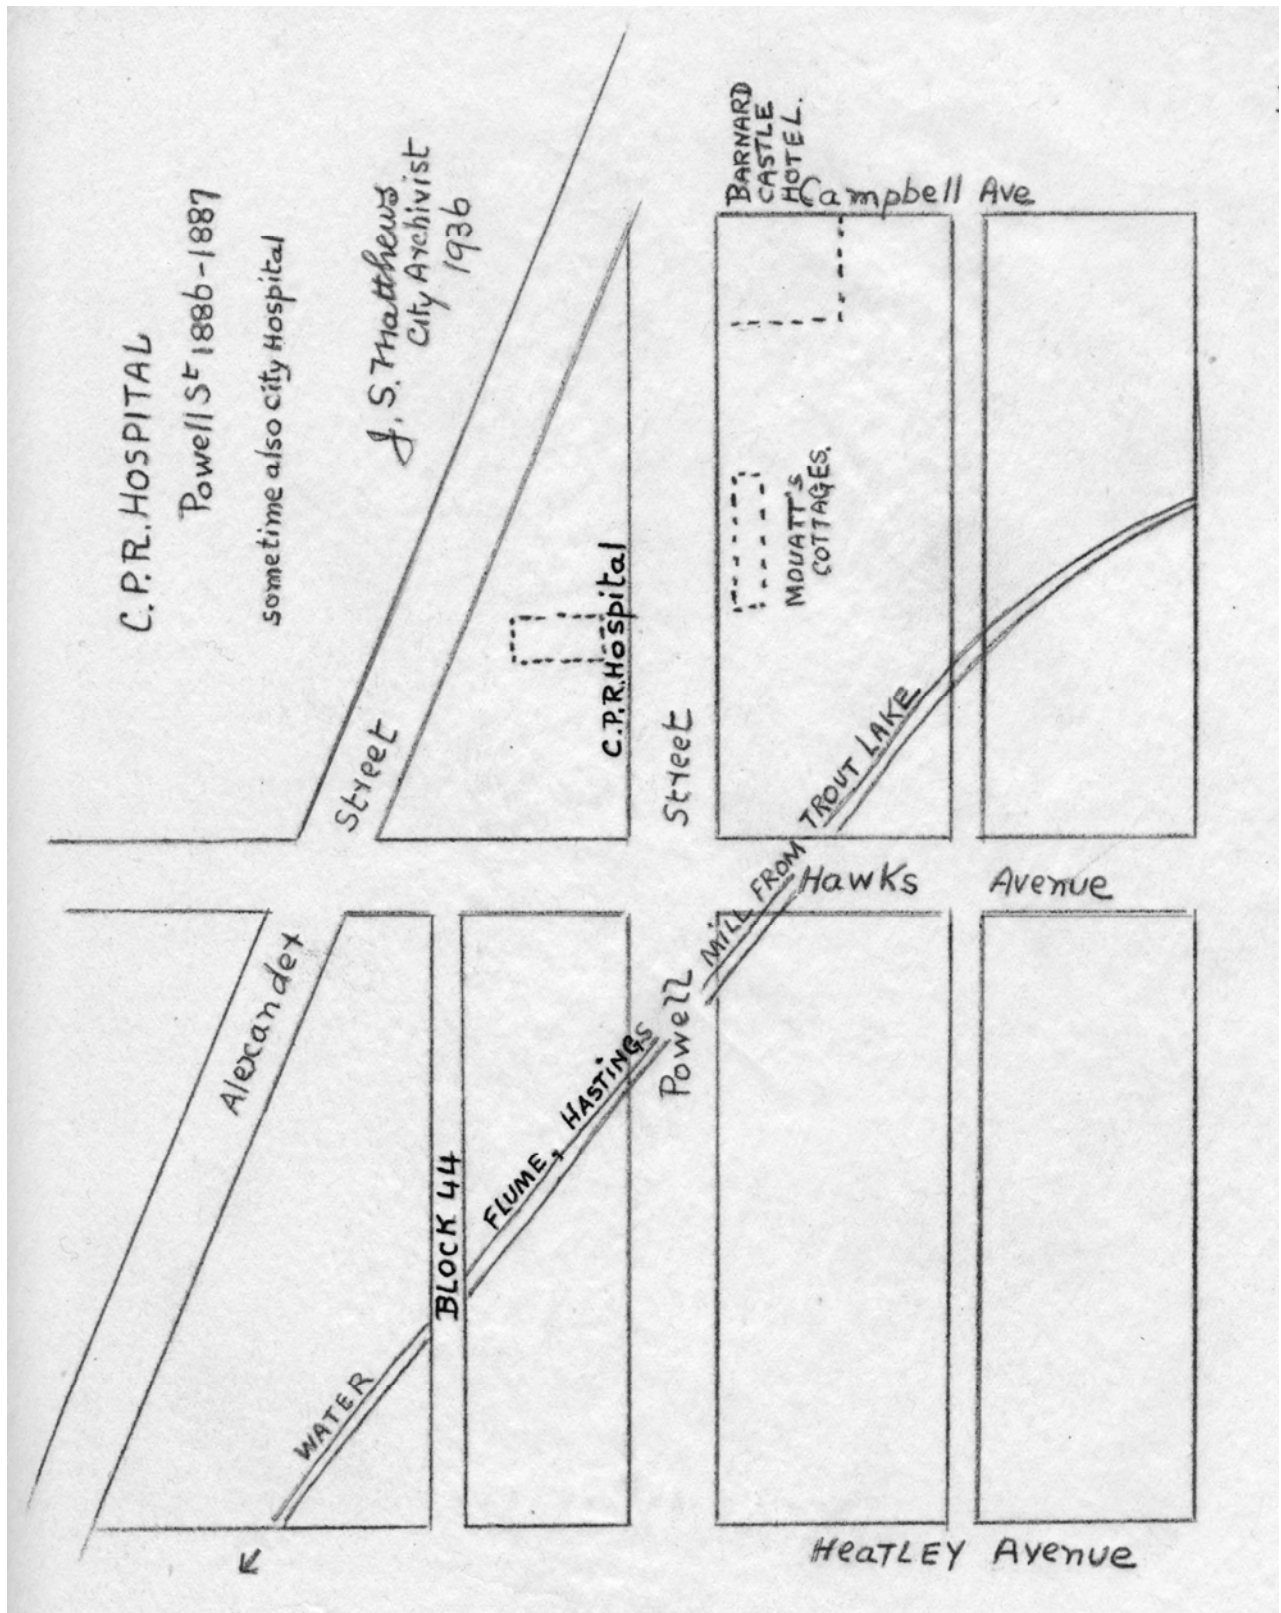 C.P.R. HOSPITAL
Powell St 1886-1887
sometime also City Hospital
J. S. Matthews
City Archivist
1936
BARNARD
CASTLE
HOTEL.
Campbell Ave
MOUATT'S
COTTAGES.
C.P.R. Hospital
Alexcander Street
Powell Street
Hawks Avenue
BLOCK 44
WATER FLUME, HASTINGS MILL FROM TROUT LAKE
HEATLEY Avenue